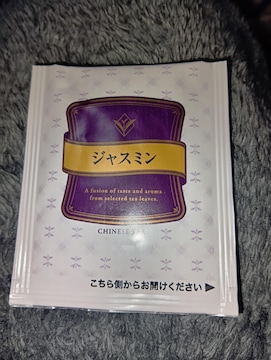 ジャスミン
A fusion of taste and aroma
from selected tea leaves.
CHINESE TEA
こちら側からお開けください▶